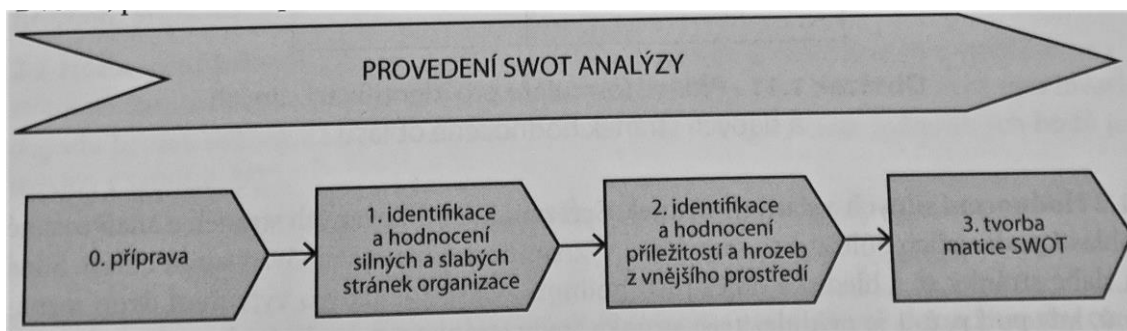 PROVEDENÍ SWOT ANALÝZY
0. příprava
1. identifikace
a hodnocení
silných a slabých
stránek organizace
2. identifikace
a hodnocení
příležitostí a hrozeb
z vnějšího prostředí
3. tvorba
matice SWOT